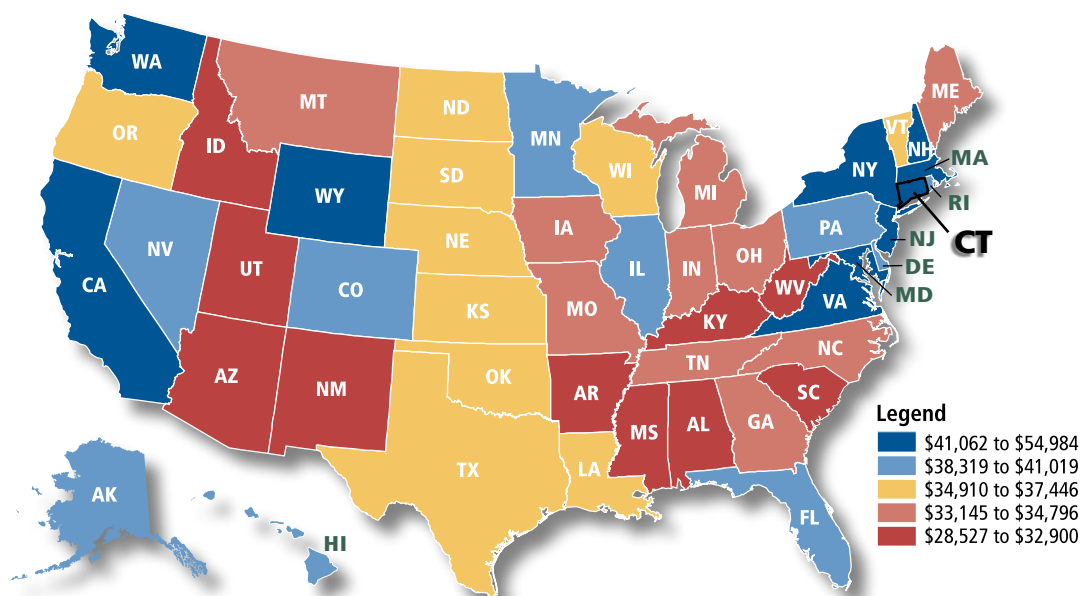 WA
MT
ND
MN
ME
OR
ID
SD
WI
VT
NH
MA
WY
MI
NY
RI
NE
IA
PA
NJ
CT
NV
UT
CO
IL
IN
OH
DE
CA
KS
MO
WV
VA
MD
KY
AZ
NM
OK
AR
TN
NC
SC
MS
AL
GA
TX
LA
AK
FL
HI
Legend
$41,062 to $54,984
$38,319 to $41,019
$34,910 to $37,446
$33,145 to $34,796
$28,527 to $32,900